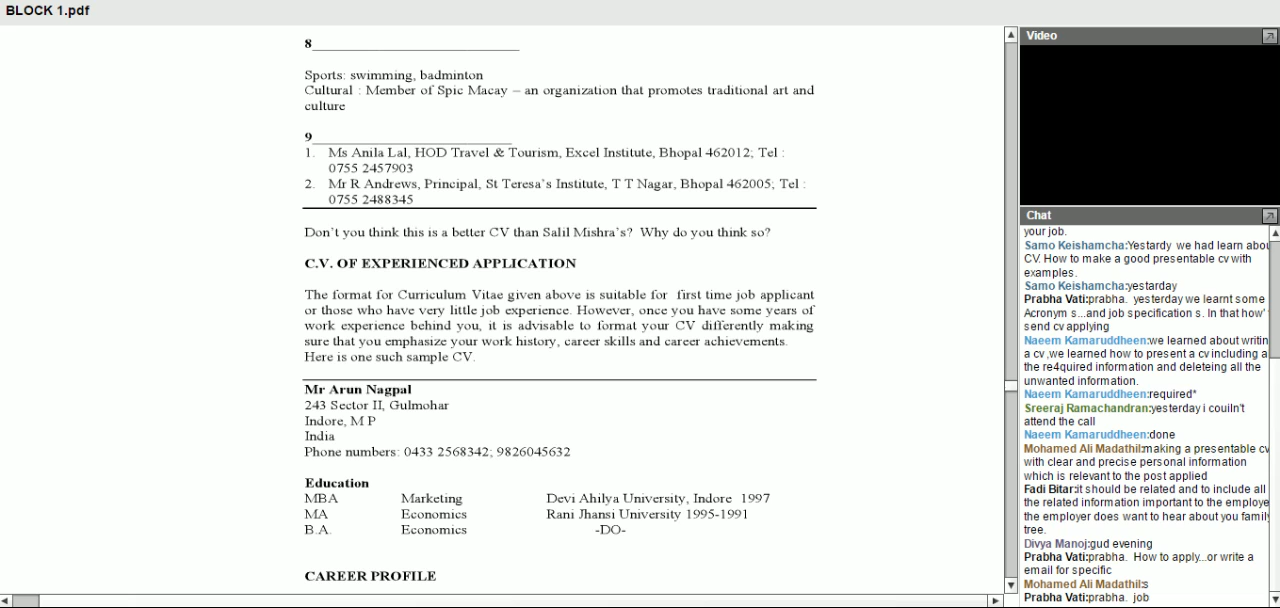 BLOCK 1.pdf
8______________________________
Sports: swimming, badminton
Cultural : Member of Spic Macay – an organization that promotes traditional art and
culture
9______________________________
1. Ms Anila Lal, HOD Travel & Tourism, Excel Institute, Bhopal 462012; Tel :
0755 2457903
2. Mr R Andrews, Principal, St Teresa's Institute, T T Nagar, Bhopal 462005; Tel :
0755 2488345
Don't you think this is a better CV than Salil Mishra's? Why do you think so?
C.V. OF EXPERIENCED APPLICATION
The format for Curriculum Vitae given above is suitable for first time job applicant
or those who have very little job experience. However, once you have some years of
work experience behind you, it is advisable to format your CV differently making
sure that you emphasize your work history, career skills and career achievements.
Here is one such sample CV.
Mr Arun Nagpal
243 Sector II, Gulmohar
Indore, M P
India
Phone numbers: 0433 2568342; 9826045632
Education
MBA Marketing Devi Ahilya University, Indore 1997
MA Economics Rani Jhansi University 1995-1991
B.A. Economics -DO-
CAREER PROFILE
Video
Chat
your job.
Samo Keishamcha:Yestardy we had learn abou
CV. How to make a good presentable cv with
examples.
Samo Keishamcha:yestarday
Prabha Vati:prabha. yesterday we learnt some
Acronym s...and job specification s. In that how'
send cv applying
Naeem Kamaruddheen:we learned about writin
a cv ,we learned how to present a cv including a
the re4quired information and deleteing all the
unwanted information.
Naeem Kamaruddheen:required*
Sreeraj Ramachandran:yesterday i couiln't
attend the call
Naeem Kamaruddheen:done
Mohamed Ali Madathil:making a presentable cv
with clear and precise personal information
which is relevant to the post applied
Fadi Bitar:it should be related and to include all
the related information important to the employe
the employer does want to hear about you family
tree.
Divya Manoj:gud evening
Prabha Vati:prabha. How to apply...or write a
email for specific
Mohamed Ali Madathil:s
Prabha Vati:prabha. job